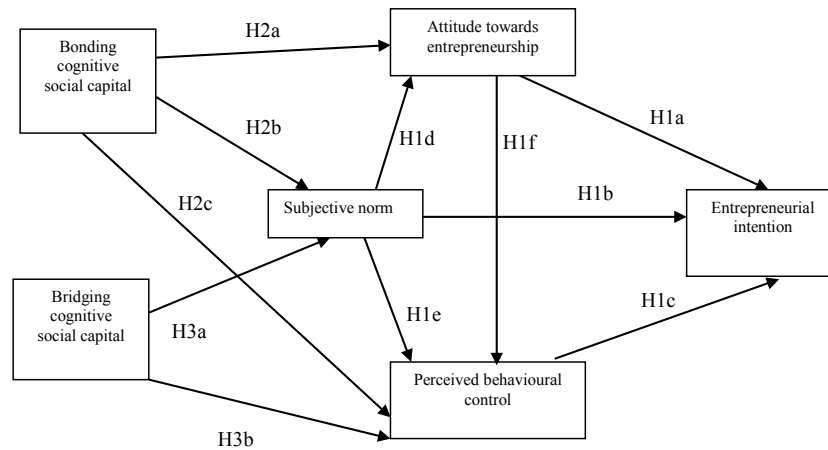 Bonding
cognitive
social capital
H2a
Attitude towards
entrepreneurship
H2b
H1d
H1f
H1a
H2c
Subjective norm
H1b
Entrepreneurial
intention
Bridging
cognitive
social capital
H3a
H1e
H1c
Perceived behavioural
control
H3b